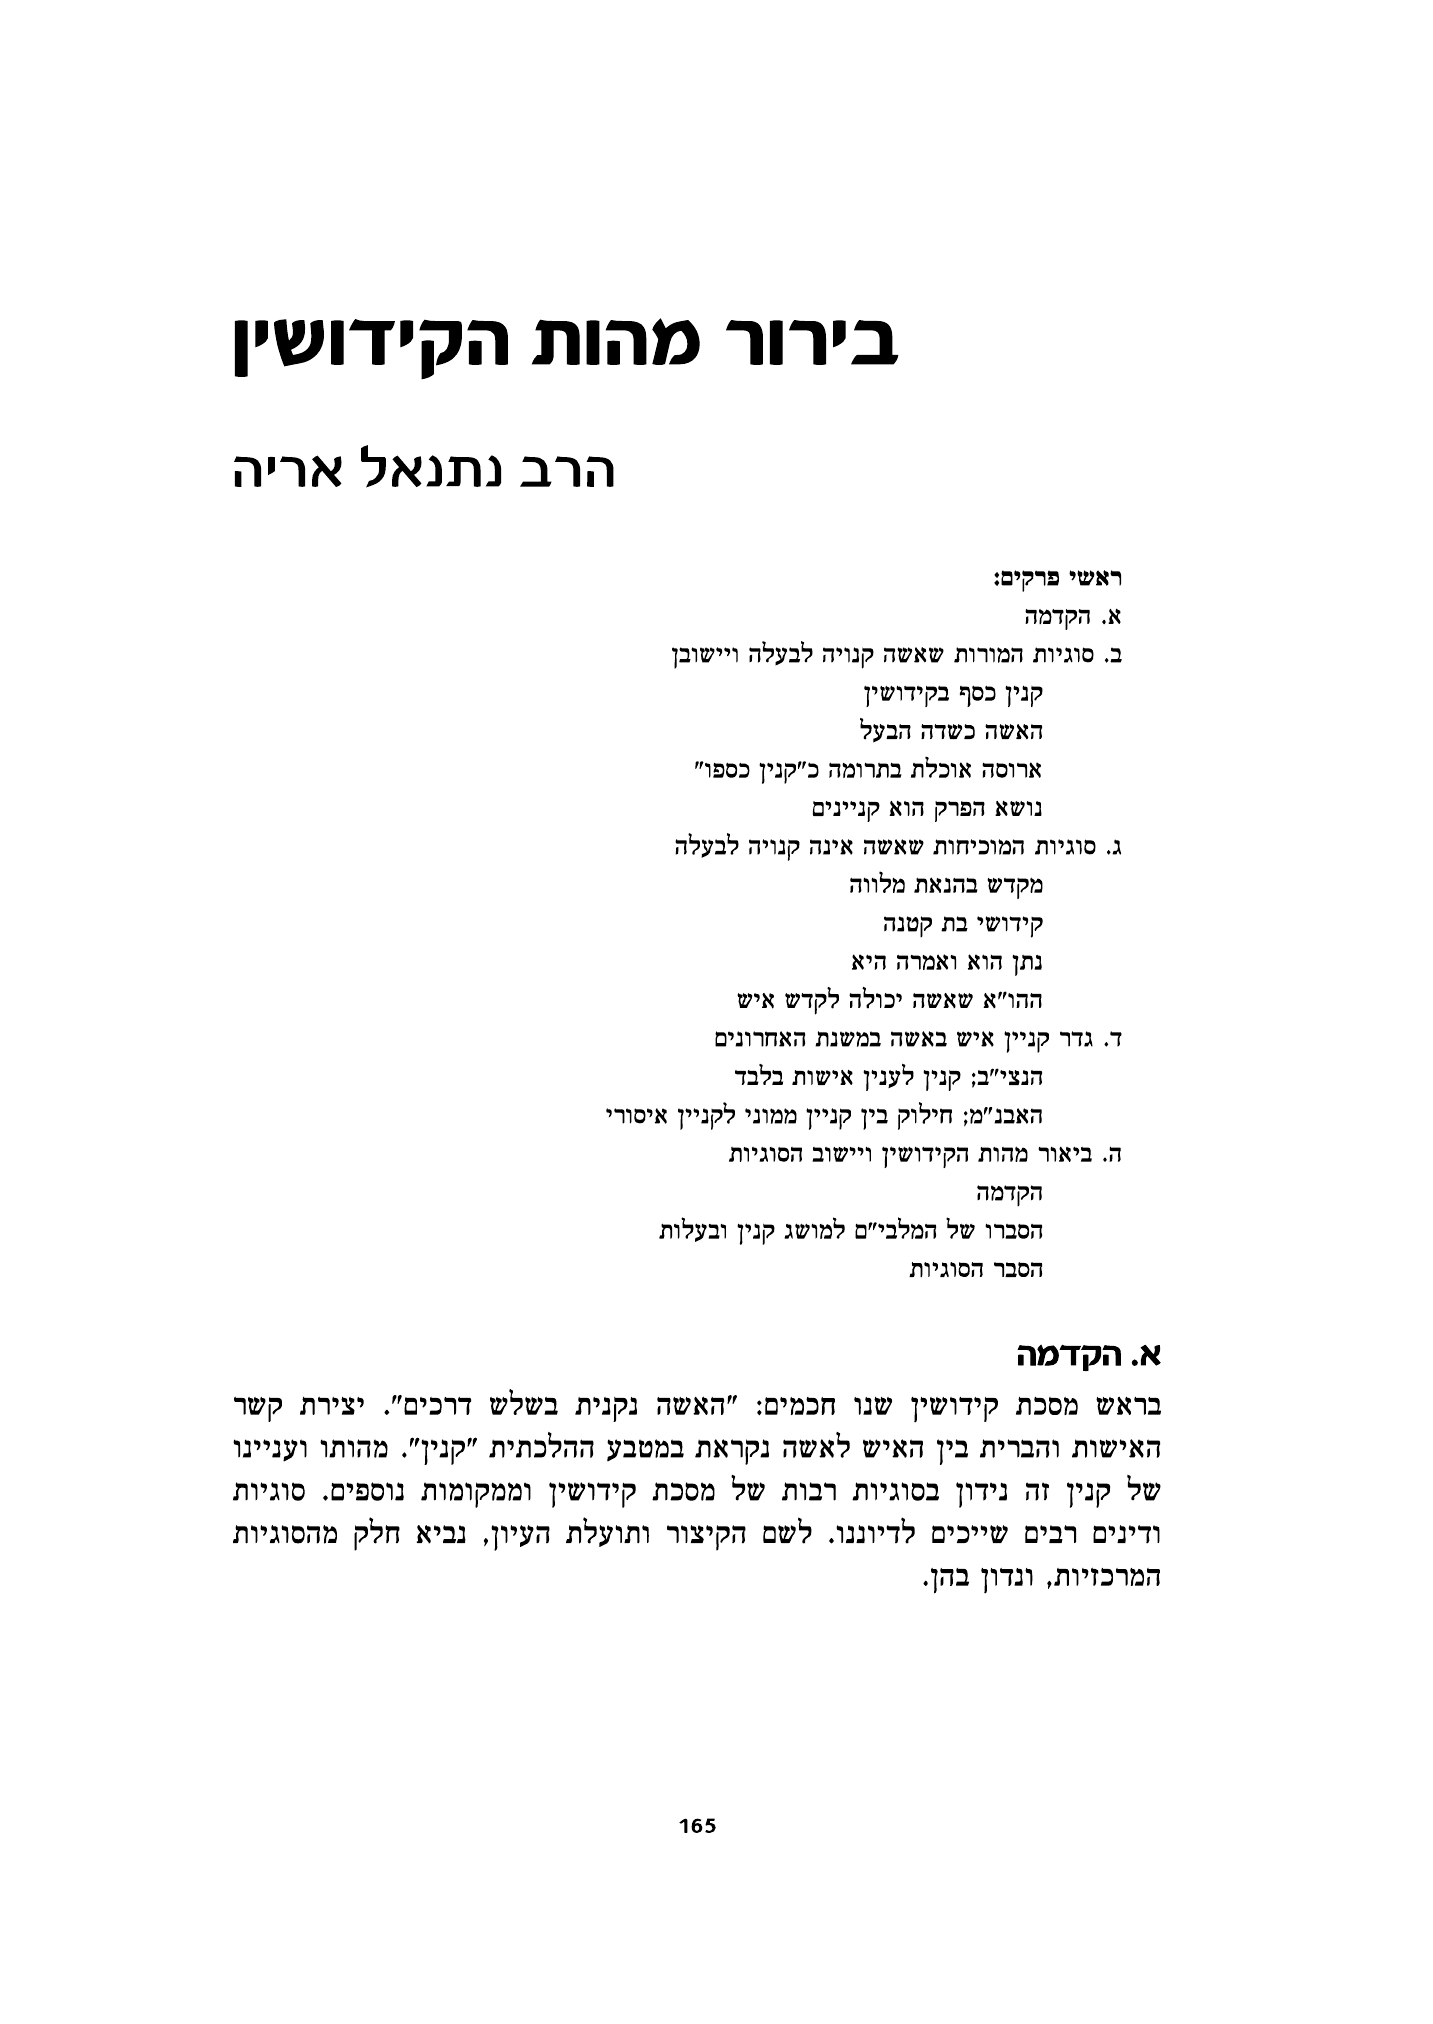 בירור מהות הקידושין
הרב נתנאל אריה
ראשי פרקים:
א. הקדמה
ב. סוגיות המורות שאשה קנויה לבעלה ויישובן
קנין כסף בקידושין
האשה כשדה הבעל
ארוסה אוכלת בתרומה כ"קנין כספו"
נושא הפרק הוא קניינים
ג. סוגיות המוכיחות שאשה אינה קנויה לבעלה
מקדש בהנאת מלווה
קידושי בת קטנה
נתן הוא ואמרה היא
ההו"א שאשה יכולה לקדש איש
ד. גדר קניין איש באשה במשנת האחרונים
הנצי"ב; קנין לענין אישות בלבד
האבנ"מ; חילוק בין קניין ממוני לקניין איסורי
ה. ביאור מהות הקידושין ויישוב הסוגיות
הקדמה
הסברו של המלבי"ם למושג קנין ובעלות
הסבר הסוגיות
א. הקדמה
בראש מסכת קידושין שנו חכמים: "האשה נקנית בשלש דרכים". יצירת קשר
האישות והברית בין האיש לאשה נקראת במטבע ההלכתית "קנין". מהותו ועניינו
של קנין זה נידון בסוגיות רבות של מסכת קידושין וממקומות נוספים. סוגיות
ודינים רבים שייכים לדיוננו. לשם הקיצור ותועלת העיון, נביא חלק מהסוגיות
המרכזיות, ונדון בהן.
165